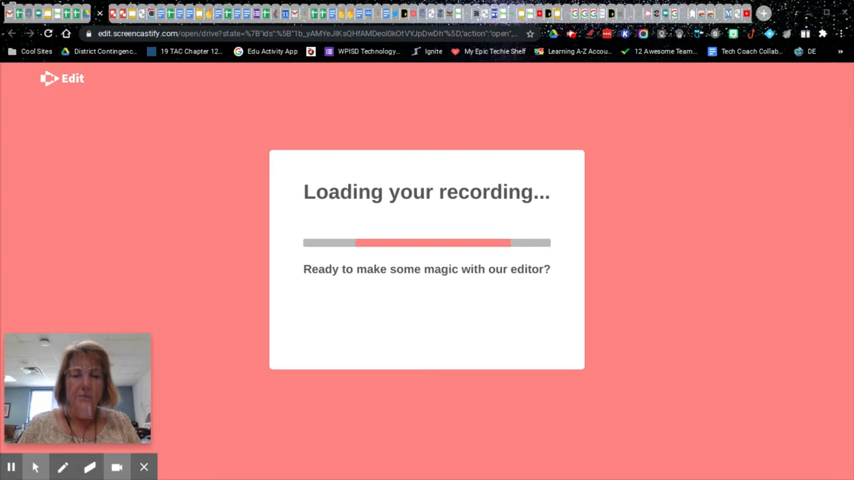 edit.screencastify.com/open/drive?state=%7B"ids":%5B"1b_yAMYeJlKsQHfAMDeol0kOtVYJpDwDh"%5D,"action":"open",
Cool Sites
District Contingenc...
19 TAC Chapter 12...
Edu Activity App
WPISD Technology...
Ignite
My Epic Techie Shelf
Learning A-Z Accou...
12 Awesome Team...
Tech Coach Collab...
DE
»
Edit
Loading your recording...
Ready to make some magic with our editor?